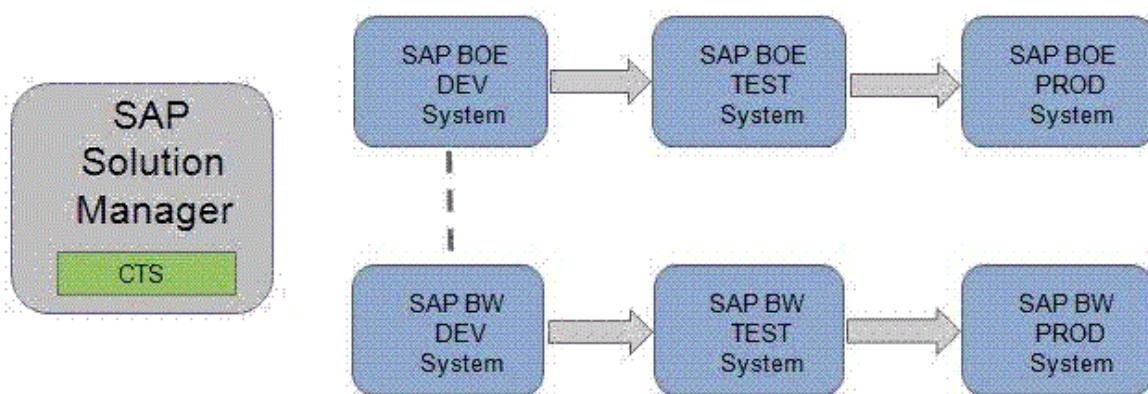 SAP
Solution
Manager
CTS
SAP BOE
DEV
System
SAP BOE
TEST
System
SAP BOE
PROD
System
SAP BW
DEV
System
SAP BW
TEST
System
SAP BW
PROD
System